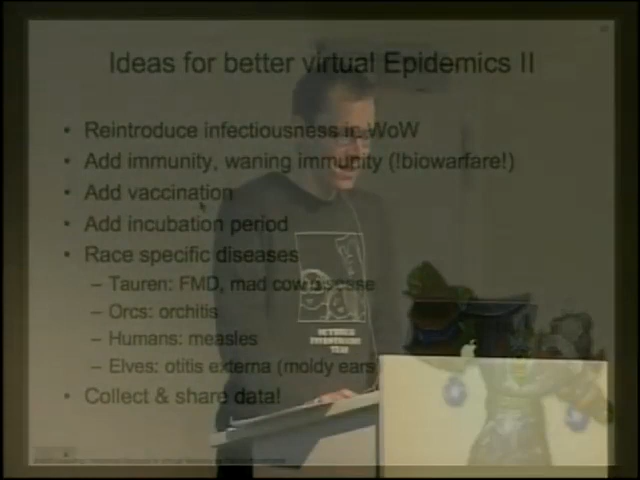 Ideas for better virtual Epidemics II
• Reintroduce infectiousness in WoW
• Add immunity, waning immunity (!biowarfare!)
• Add vaccination
• Add incubation period
• Race specific diseases
– Tauren: FMD, mad cow disease
– Orcs: orchitis
– Humans: measles
– Elves: otitis externa (moldy ears
• Collect & share data!